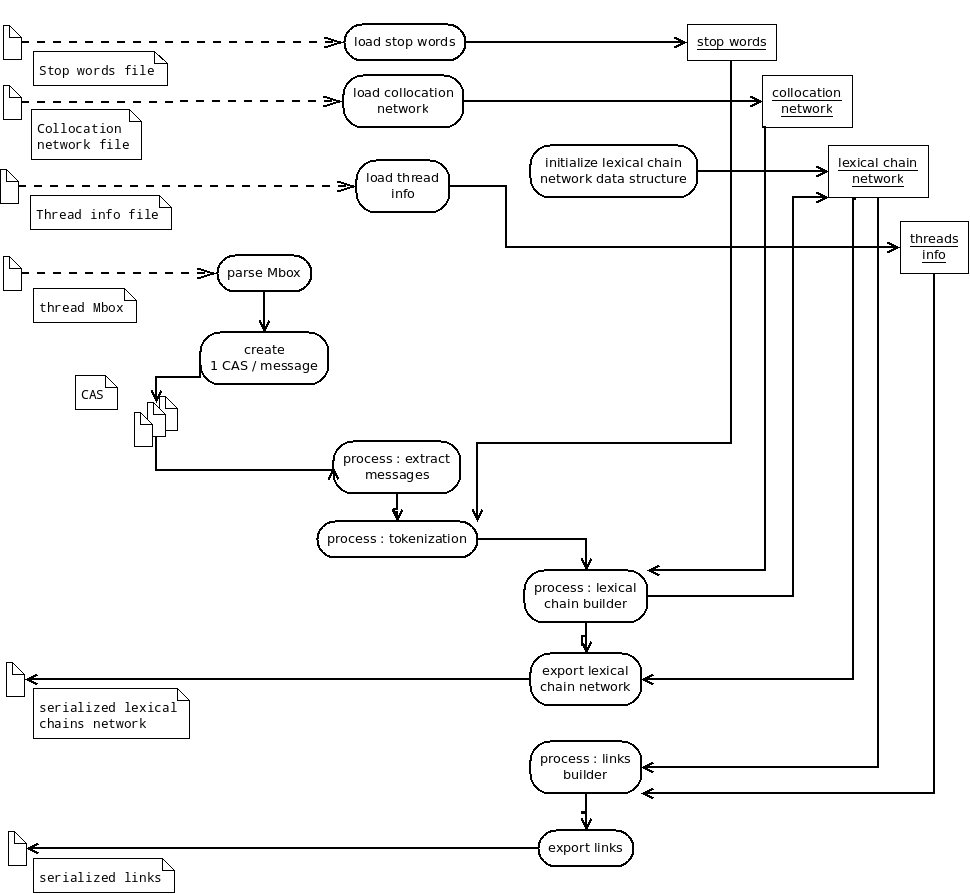 load stop words
stop words
Stop words file
load collocation
network
collocation
network
Collocation
network file
initialize lexical chain
network data structure
lexical chain
network
load thread
info
Thread info file
threads
info
parse Mbox
thread Mbox
create
1 CAS / message
CAS
process : extract
messages
process : tokenization
process : lexical
chain builder
export lexical
chain network
serialized lexical
chains network
process : links
builder
export links
serialized links